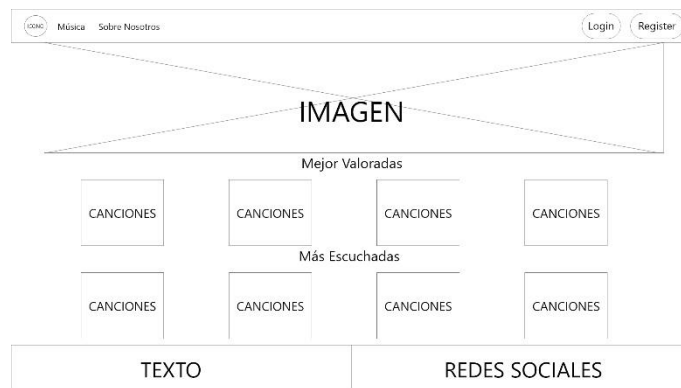 ICONO Música Sobre Nosotros Login Register
IMAGEN
Mejor Valoradas
CANCIONES CANCIONES CANCIONES CANCIONES
Más Escuchadas
CANCIONES CANCIONES CANCIONES CANCIONES
TEXTO REDES SOCIALES